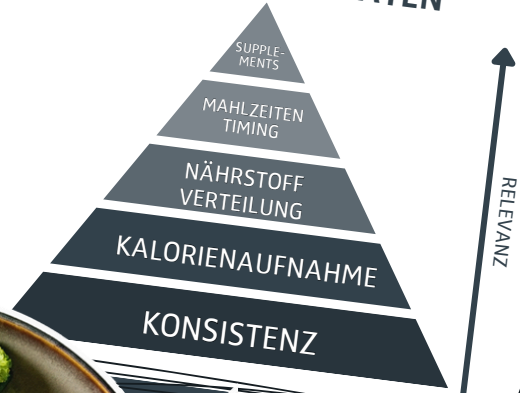 SUPPLE-
MENTS
MAHLZEITEN
TIMING
NÄHRSTOFF
VERTEILUNG
KALORIENAUFNAHME
KONSISTENZ
RELEVANZ